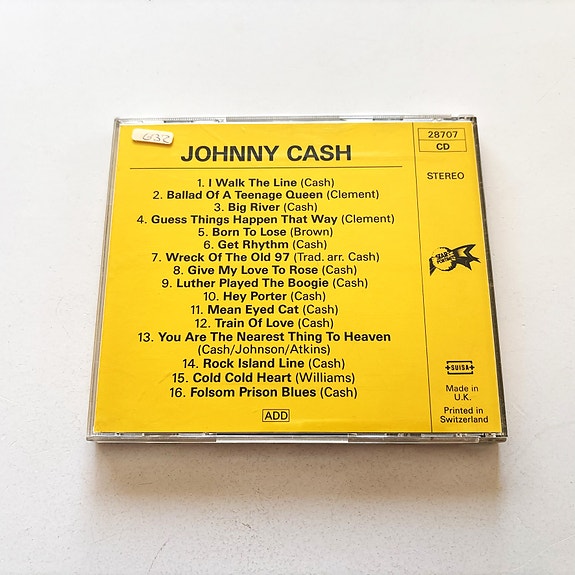 JOHNNY CASH
1. I Walk The Line (Cash)
2. Ballad Of A Teenage Queen (Clement)
3. Big River (Cash)
4. Guess Things Happen That Way (Clement)
5. Born To Lose (Brown)
6. Get Rhythm (Cash)
7. Wreck Of The Old 97 (Trad. arr. Cash)
8. Give My Love To Rose (Cash)
9. Luther Played The Boogie (Cash)
10. Hey Porter (Cash)
11. Mean Eyed Cat (Cash)
12. Train Of Love (Cash)
13. You Are The Nearest Thing To Heaven
(Cash/Johnson/Atkins)
14. Rock Island Line (Cash)
15. Cold Cold Heart (Williams)
16. Folsom Prison Blues (Cash)
ADD
28707
CD
STEREO
SUISA
Made in
U.K.
Printed in
Switzerland